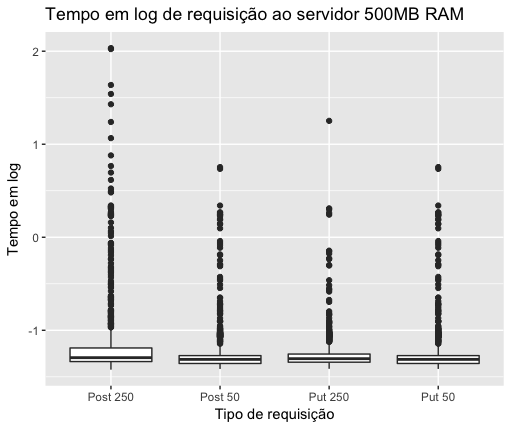 Tempo em log de requisição ao servidor 500MB RAM
2
1
0
-1
Tempo em log
Post 250 Post 50 Put 250 Put 50
Tipo de requisição